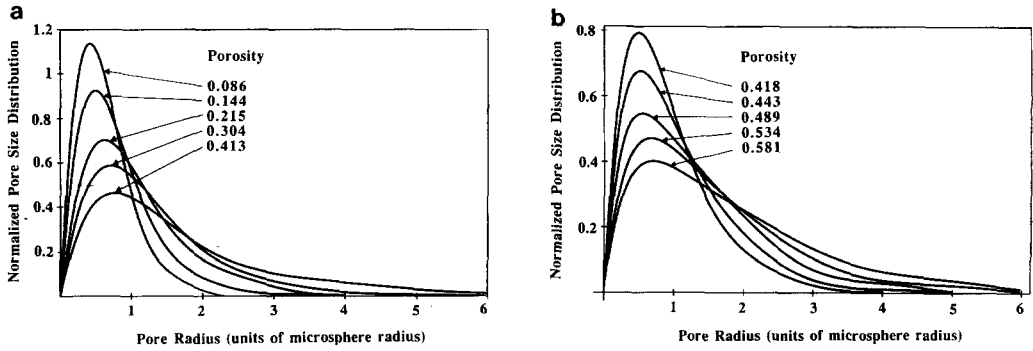 a
Normalized Pore Size Distribution
1.2
1
0.8
0.6
0.4
0.2
Porosity
0.086
0.144
0.215
0.304
0.413
1 2 3 4 5 6
Pore Radius (units of microsphere radius)
b
Normalized Pore Size Distribution
0.8
0.6
0.4
0.2
Porosity
0.418
0.443
0.489
0.534
0.581
1 2 3 4 5 6
Pore Radius (units of microsphere radius)